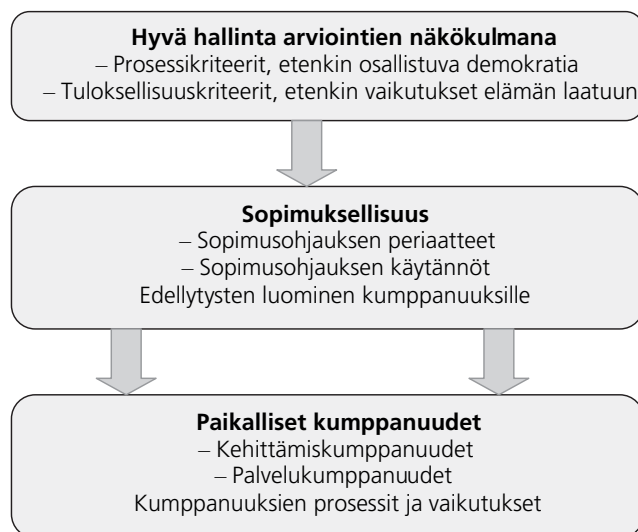 Hyvä hallinta arviointien näkökulmana
– Prosessikriteerit, etenkin osallistuva demokratia
– Tuloksellisuuskriteerit, etenkin vaikutukset elämän laatuun
Sopimuksellisuus
– Sopimusohjauksen periaatteet
– Sopimusohjauksen käytännöt
Edellytysten luominen kumppanuuksille
Paikalliset kumppanuudet
– Kehittämiskumppanuudet
– Palvelukumppanuudet
Kumppanuuksien prosessit ja vaikutukset